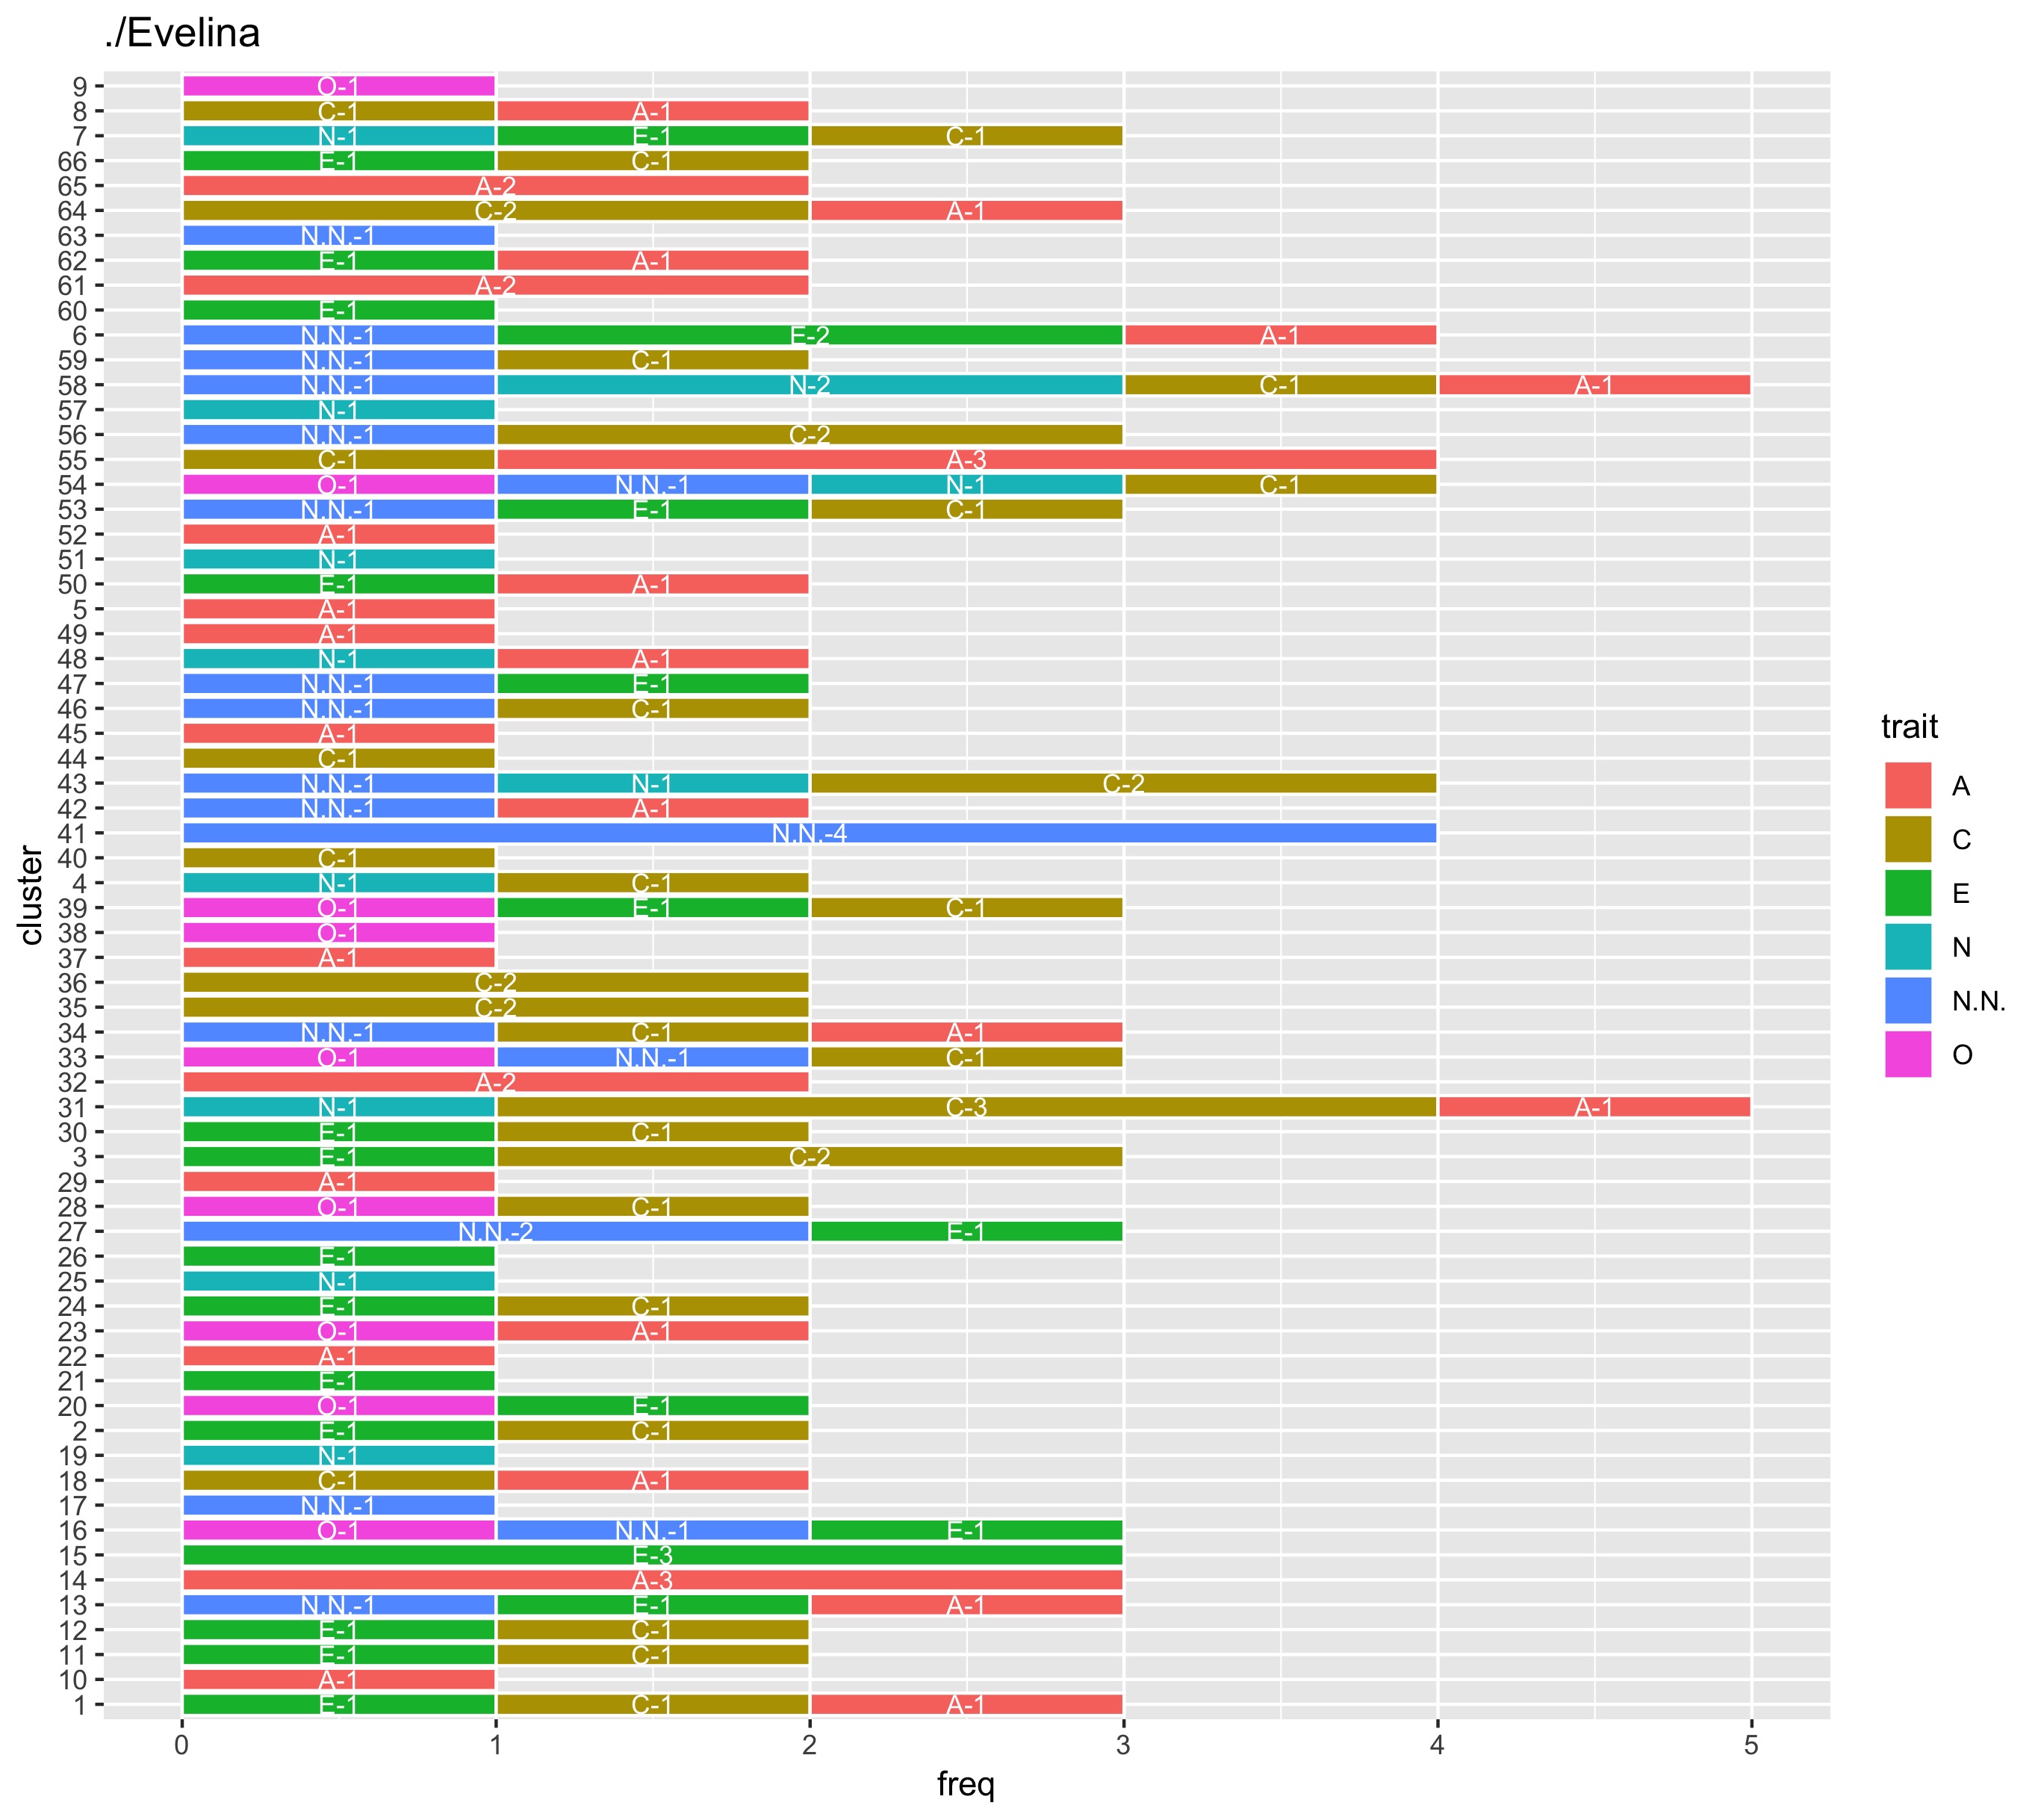 ./Evelina
9 O-1
8 C-1 A-1
7 N-1 E-1 C-1
66 E-1 C-1
65 A-2
64 C-2 A-1
63 N.N.-1
62 E-1 A-1
61 A-2
60 E-1
6 N.N.-1 E-2 A-1
59 N.N.-1 C-1
58 N.N.-1 N-2 C-1 A-1
57 N-1
56 N.N.-1 C-2
55 C-1 A-3
54 O-1 N.N.-1 N-1 C-1
53 N.N.-1 E-1 C-1
52 A-1
51 N-1
50 E-1 A-1
5 A-1
49 A-1
48 N-1 A-1
47 N.N.-1 E-1
46 N.N.-1 C-1
45 A-1
44 C-1
43 N.N.-1 N-1 C-2
42 N.N.-1 A-1
41 N.N.-4
40 C-1
4 N-1 C-1
39 O-1 E-1 C-1
38 O-1
37 A-1
36 C-2
35 C-2
34 N.N.-1 C-1 A-1
33 O-1 N.N.-1 C-1
32 A-2
31 N-1 C-3 A-1
30 E-1 C-1
3 E-1 C-2
29 A-1
28 O-1 C-1
27 N.N.-2 E-1
26 E-1
25 N-1
24 E-1 C-1
23 O-1 A-1
22 A-1
21 E-1
20 O-1 E-1
2 E-1 C-1
19 N-1
18 C-1 A-1
17 N.N.-1
16 O-1 N.N.-1 E-1
15 E-3
14 A-3
13 N.N.-1 E-1 A-1
12 E-1 C-1
11 E-1 C-1
10 A-1
1 E-1 C-1 A-1
0 1 2 3 4 5
freq
cluster
trait
A
C
E
N
N.N.
O